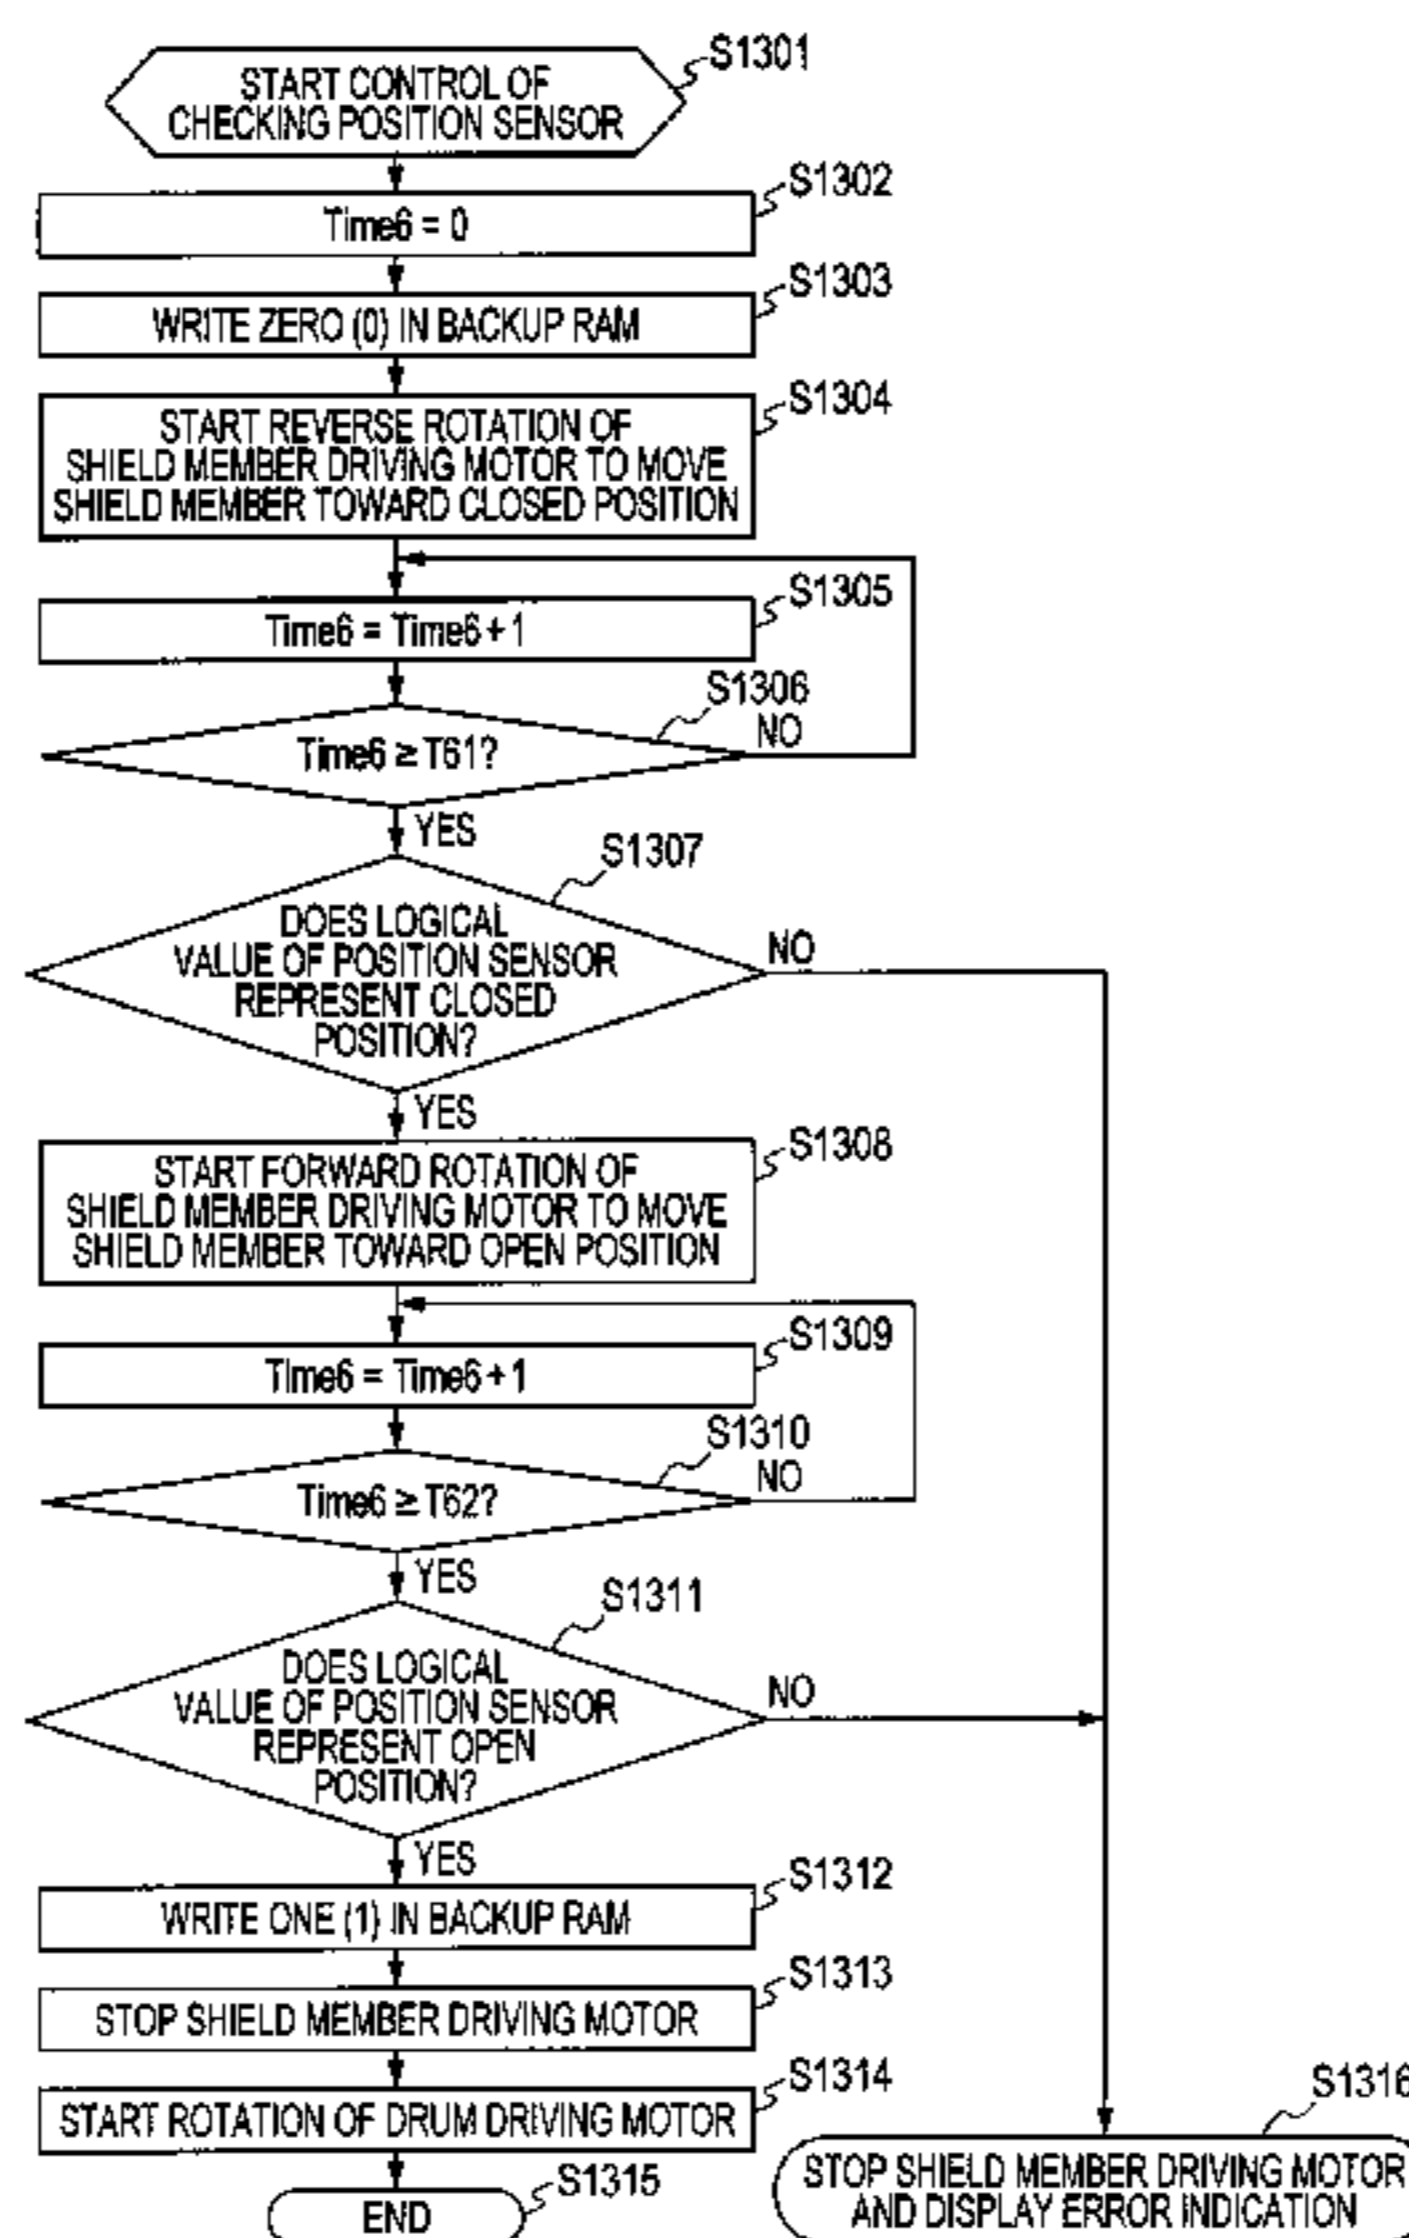 S1301
START CONTROL OF
CHECKING POSITION SENSOR
S1302
Time6 = 0
S1303
WRITE ZERO (0) IN BACKUP RAM
S1304
START REVERSE ROTATION OF
SHIELD MEMBER DRIVING MOTOR TO MOVE
SHIELD MEMBER TOWARD CLOSED POSITION
S1305
Time6 = Time6 + 1
S1306
Time6 ≥ T61?
NO
YES
S1307
DOES LOGICAL
VALUE OF POSITION SENSOR
REPRESENT CLOSED
POSITION?
NO
YES
S1308
START FORWARD ROTATION OF
SHIELD MEMBER DRIVING MOTOR TO MOVE
SHIELD MEMBER TOWARD OPEN POSITION
S1309
Time6 = Time6 + 1
S1310
Time6 ≥ T62?
NO
YES
S1311
DOES LOGICAL
VALUE OF POSITION SENSOR
REPRESENT OPEN
POSITION?
NO
YES
S1312
WRITE ONE (1) IN BACKUP RAM
S1313
STOP SHIELD MEMBER DRIVING MOTOR
S1314
START ROTATION OF DRUM DRIVING MOTOR
S1315
END
S1316
STOP SHIELD MEMBER DRIVING MOTOR
AND DISPLAY ERROR INDICATION